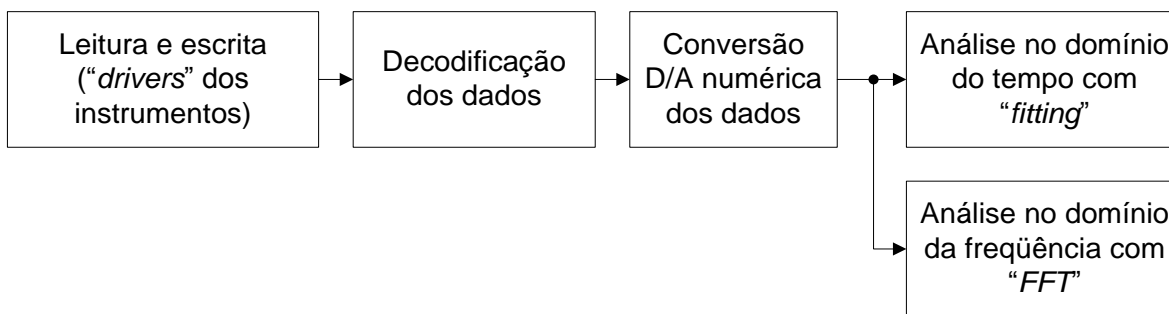 Leitura e escrita
(“drivers” dos
instrumentos)
Decodificação
dos dados
Conversão
D/A numérica
dos dados
Análise no domínio
do tempo com
“fitting”
Análise no domínio
da freqüência com
“FFT”